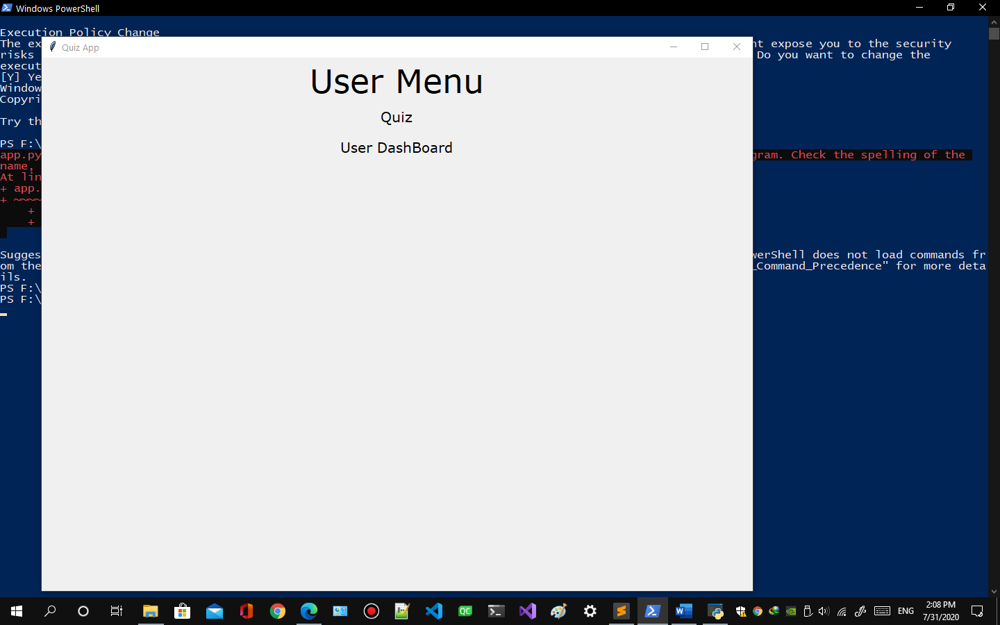 Windows PowerShell
Execution Policy Change
The ex
nt expose you to the security
risks
Do you want to change the
execut
[Y] Ye
Window
Copyri
Try th
PS F:\
app.py
gram. Check the spelling of the
name,
At lin
+ app.
+ ~~~~
+
+
Sugges
werShell does not load commands fr
om the
_Command_Precedence" for more deta
ils.
PS F:\
PS F:\
Quiz App
User Menu
Quiz
User DashBoard
QC
ENG
2:08 PM
7/31/2020